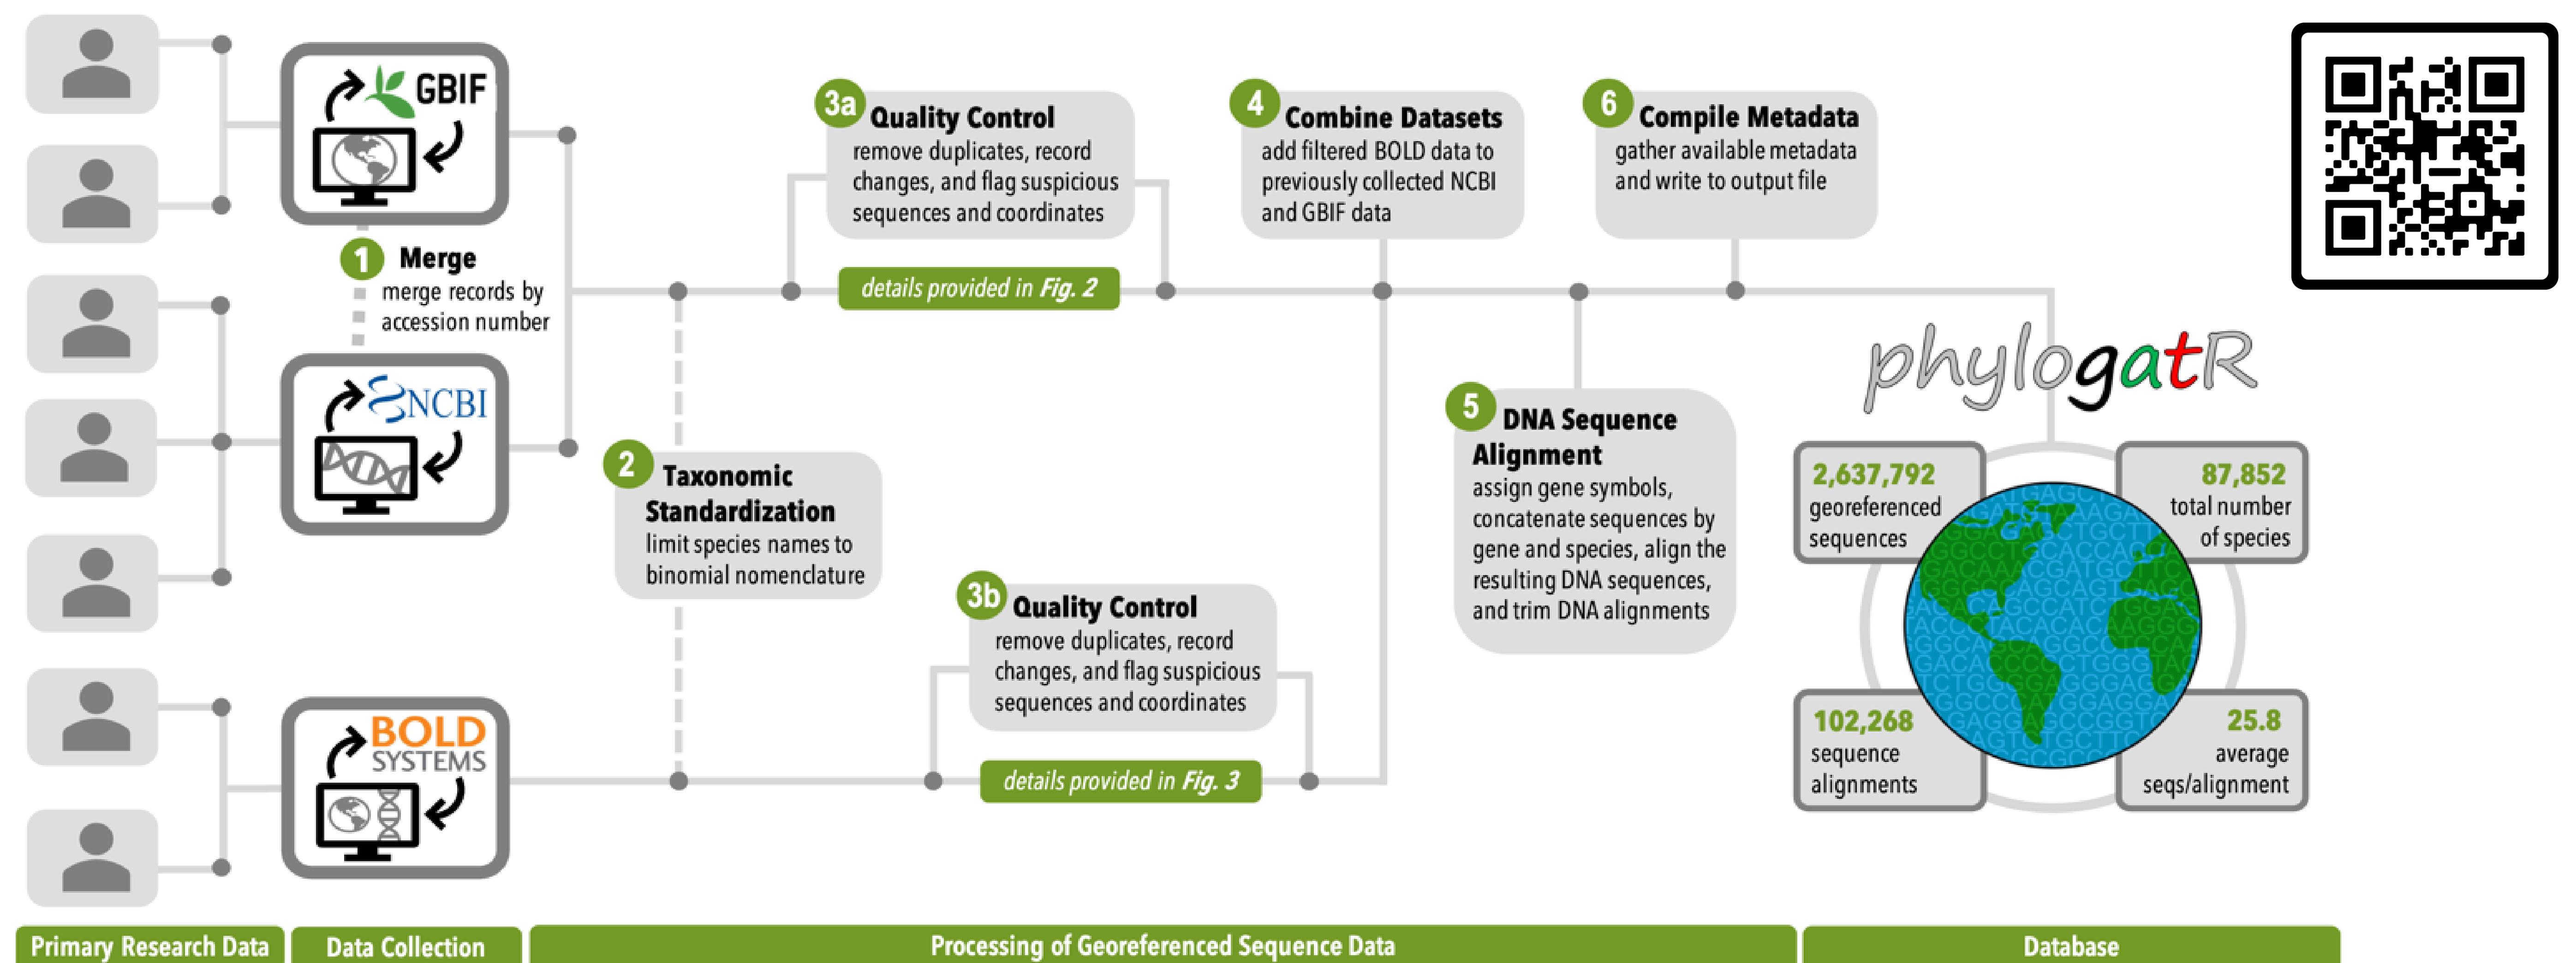 GBIF
1 Merge
merge records by
accession number
NCBI
BOLD
SYSTEMS
2 Taxonomic
Standardization
limit species names to
binomial nomenclature
3a Quality Control
remove duplicates, record
changes, and flag suspicious
sequences and coordinates
details provided in Fig. 2
3b Quality Control
remove duplicates, record
changes, and flag suspicious
sequences and coordinates
details provided in Fig. 3
4 Combine Datasets
add filtered BOLD data to
previously collected NCBI
and GBIF data
5 DNA Sequence
Alignment
assign gene symbols,
concatenate sequences by
gene and species, align the
resulting DNA sequences,
and trim DNA alignments
6 Compile Metadata
gather available metadata
and write to output file
phylogatR
2,637,792
georeferenced
sequences
87,852
total number
of species
102,268
sequence
alignments
25.8
average
seqs/alignment
Primary Research Data
Data Collection
Processing of Georeferenced Sequence Data
Database